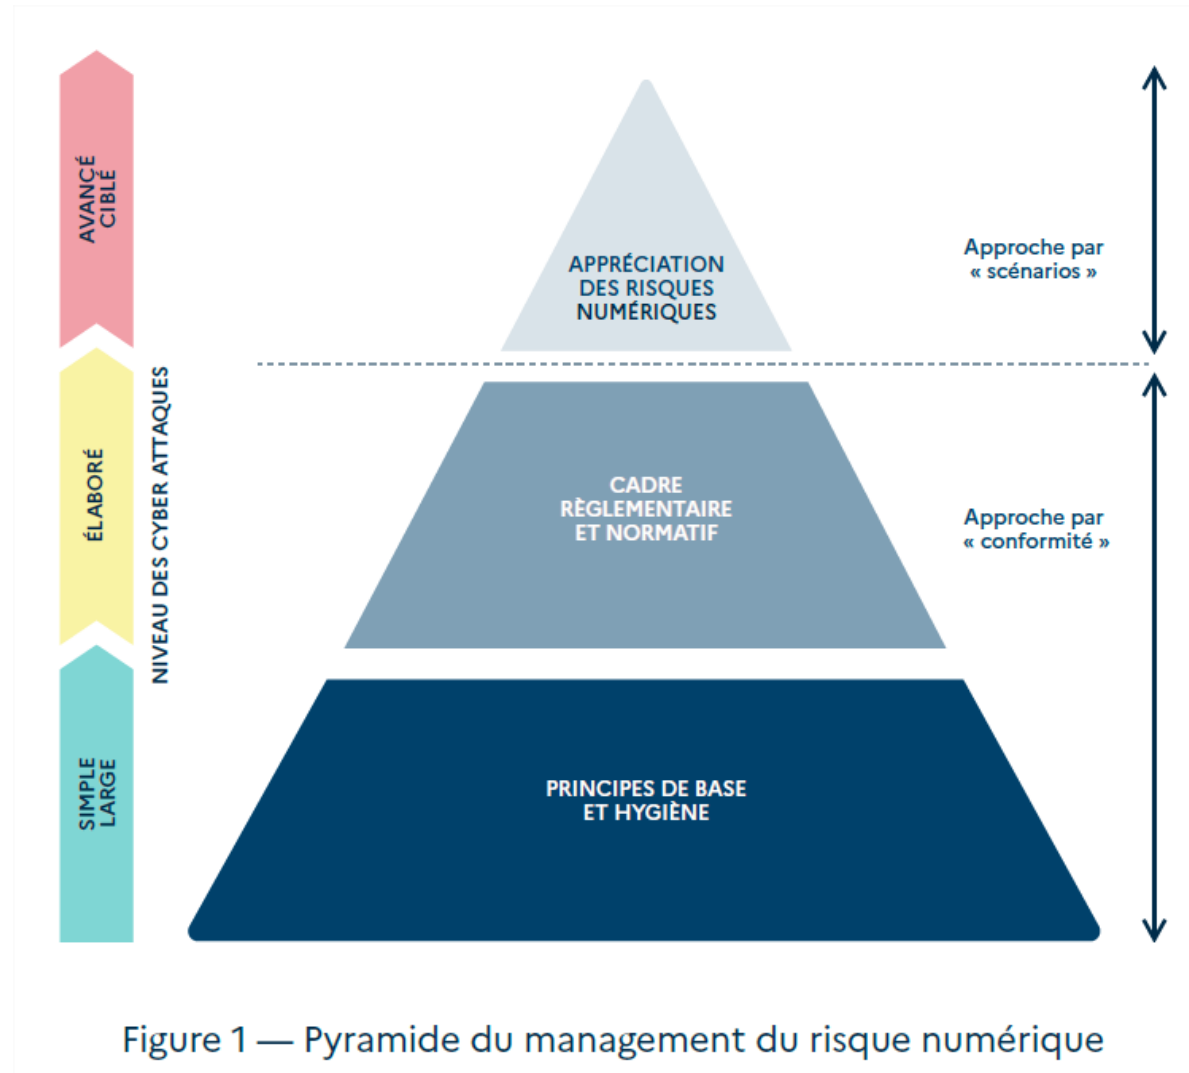 AVANCÉ
CIBLÉ
ÉLABORÉ
SIMPLE
LARGE
NIVEAU DES CYBER ATTAQUES
APPRÉCIATION
DES RISQUES
NUMÉRIQUES
Approche par
« scénarios »
CADRE
RÈGLEMENTAIRE
ET NORMATIF
Approche par
« conformité »
PRINCIPES DE BASE
ET HYGIÈNE
Figure 1 — Pyramide du management du risque numérique